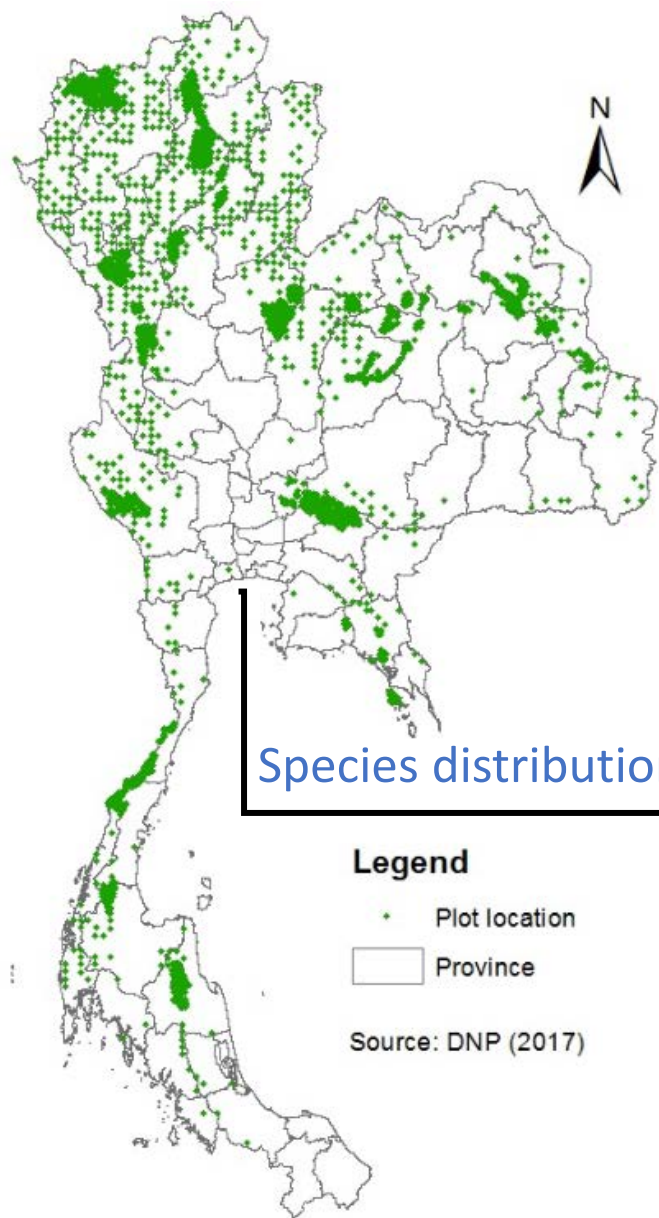 N
Species distributio
Legend
Plot location
Province
Source: DNP (2017)